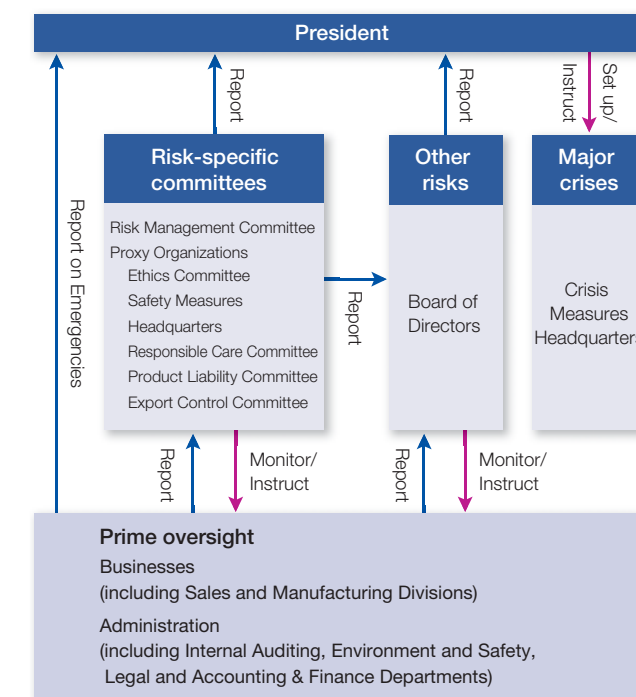 President
Report
Report
Set up/
Instruct
Report on Emergencies
Risk-specific
committees
Risk Management Committee
Proxy Organizations
Ethics Committee
Safety Measures
Headquarters
Responsible Care Committee
Product Liability Committee
Export Control Committee
Report
Other
risks
Board of
Directors
Major
crises
Crisis
Measures
Headquarters
Report
Monitor/
Instruct
Report
Monitor/
Instruct
Prime oversight
Businesses
(including Sales and Manufacturing Divisions)
Administration
(including Internal Auditing, Environment and Safety,
Legal and Accounting & Finance Departments)